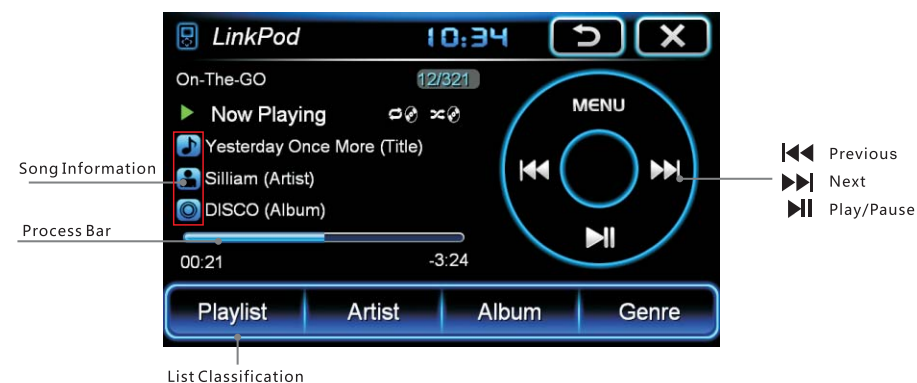 LinkPod 10:34
On-The-GO 12/321
Now Playing
Yesterday Once More (Title)
Silliam (Artist)
DISCO (Album)
00:21 -3:24
MENU
Playlist Artist Album Genre
Song Information
Process Bar
List Classification
Previous
Next
Play/Pause